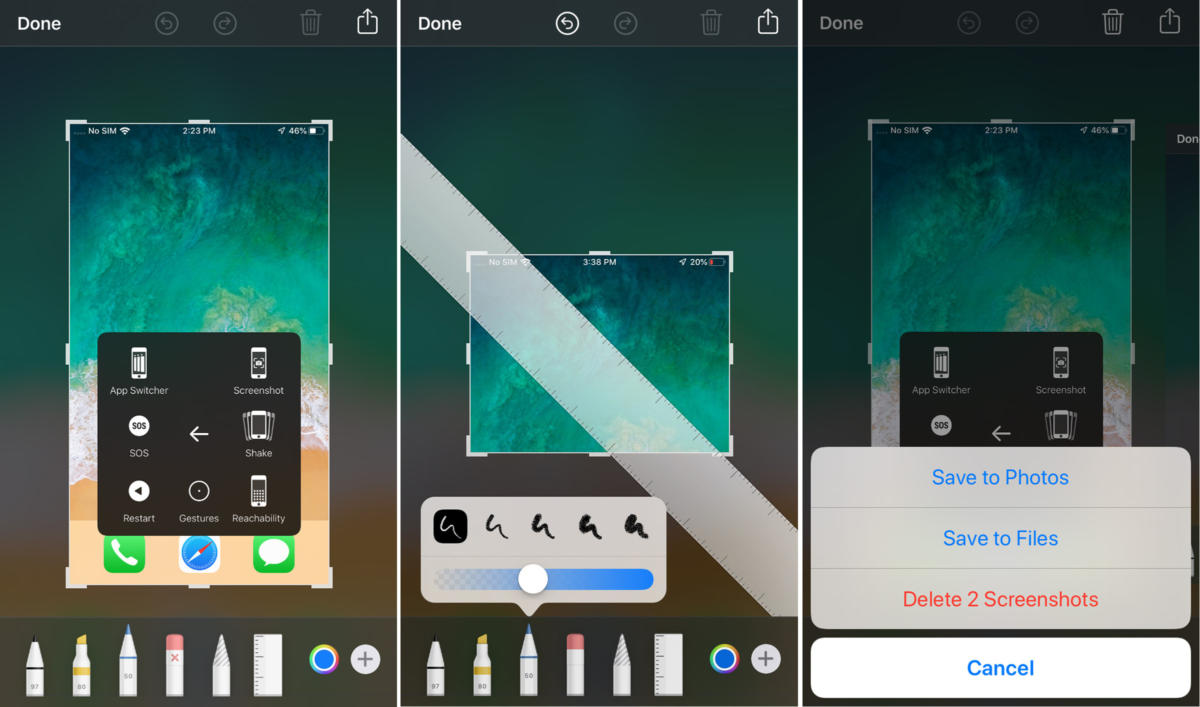 Done
No SIM 2:23 PM 46%
App Switcher Screenshot
SOS
SOS Shake
Restart Gestures Reachability
97 80 50
Done
No SIM 3:38 PM 20%
97 80 50
Done
No SIM 2:23 PM 46%
Don
App Switcher Screenshot
SOS
Save to Photos
Save to Files
Delete 2 Screenshots
Cancel